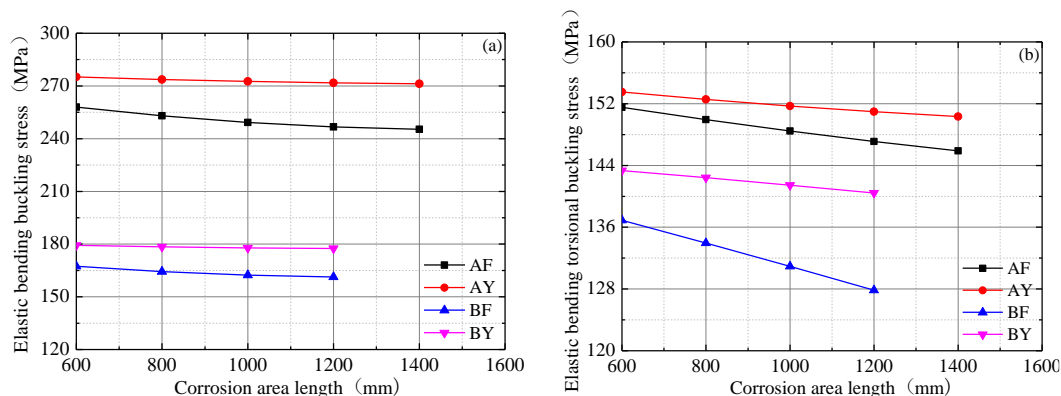 Elastic bending buckling stress（MPa）
300
270
240
210
180
150
120
(a)
AF
AY
BF
BY
600 800 1000 1200 1400 1600
Corrosion area length（mm）
Elastic bending torsional buckling stress（MPa）
160
152
144
136
128
120
(b)
AF
AY
BF
BY
600 800 1000 1200 1400 1600
Corrosion area length（mm）